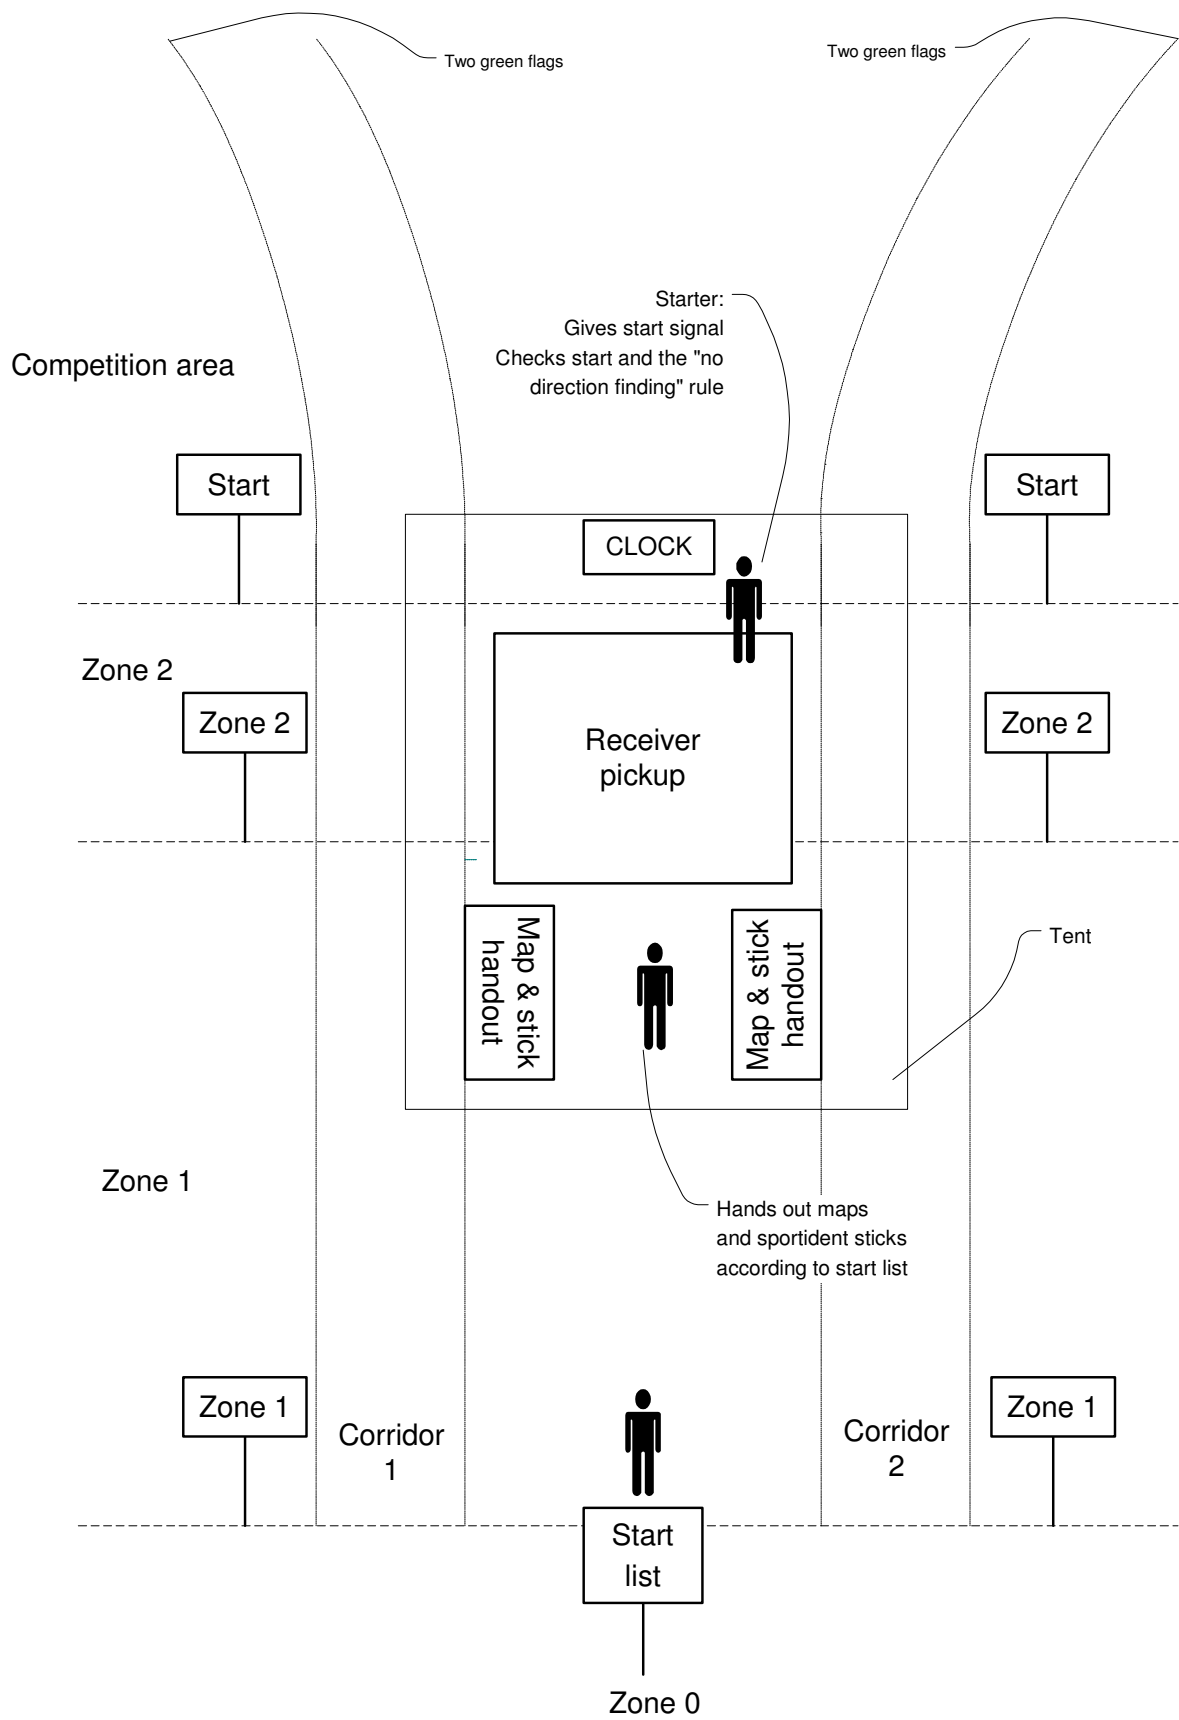 Two green flags
Two green flags
Starter:
Gives start signal
Checks start and the "no
direction finding" rule
Competition area
Start
Start
CLOCK
Zone 2
Zone 2
Zone 2
Receiver
pickup
Map & stick
handout
Map & stick
handout
Tent
Zone 1
Hands out maps
and sportident sticks
according to start list
Zone 1
Zone 1
Corridor
1
Corridor
2
Start
list
Zone 0